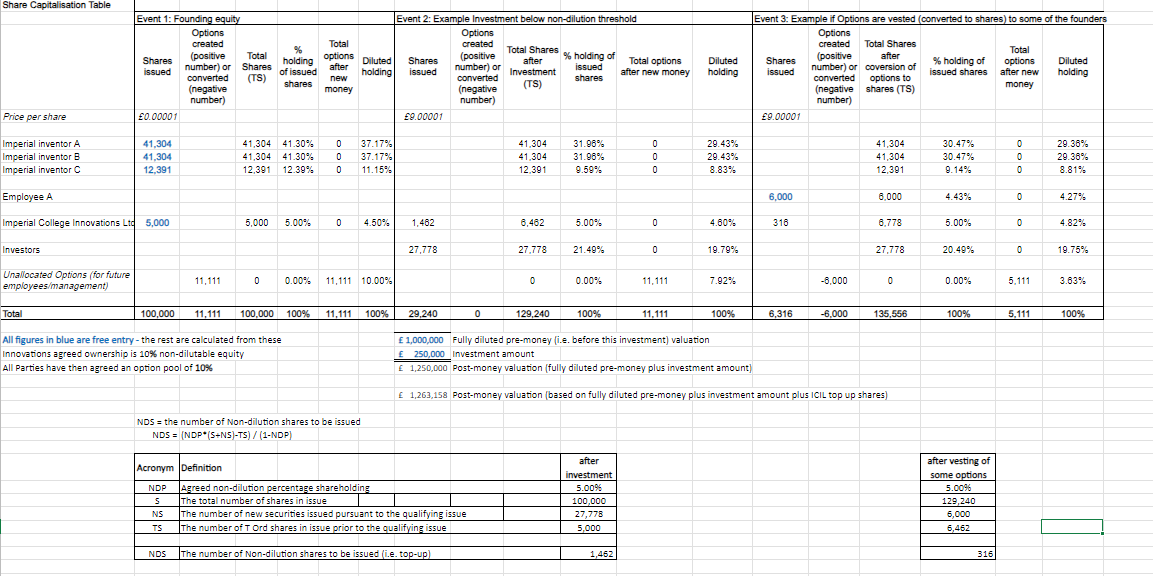 Share Capitalisation Table
Event 1: Founding equity Event 2: Example Investment below non-dilution threshold Event 3: Example if Options are vested (converted to shares) to some of the founders
Shares issued Options created (positive number) or converted (negative number) Total Shares (TS) % holding of issued shares Total options after new money Diluted holding Shares issued Options created (positive number) or converted (negative number) Total Shares after Investment (TS) % holding of issued shares Total options after new money Diluted holding Shares issued Options created (positive number) or converted (negative number) Total Shares after coversion of options to shares (TS) % holding of issued shares Total options after new money Diluted holding
Price per share £0.00001 £9.00001 £9.00001
Imperial inventor A 41,304 41,304 41.30% 0 37.17% 41,304 31.96% 0 29.43% 41,304 30.47% 0 29.36%
Imperial inventor B 41,304 41,304 41.30% 0 37.17% 41,304 31.96% 0 29.43% 41,304 30.47% 0 29.36%
Imperial inventor C 12,391 12,391 12.39% 0 11.15% 12,391 9.59% 0 8.83% 12,391 9.14% 0 8.81%
Employee A 6,000 6,000 4.43% 0 4.27%
Imperial College Innovations Ltd 5,000 5,000 5.00% 0 4.50% 1,462 6,462 5.00% 0 4.60% 316 6,778 5.00% 0 4.82%
Investors 27,778 27,778 21.49% 0 19.79% 27,778 20.49% 0 19.75%
Unallocated Options (for future employees/management) 11,111 0 0.00% 11,111 10.00% 0 0.00% 11,111 7.92% -6,000 0 0.00% 5,111 3.63%
Total 100,000 11,111 100,000 100% 11,111 100% 29,240 0 129,240 100% 11,111 100% 6,316 -6,000 135,556 100% 5,111 100%
All figures in blue are free entry - the rest are calculated from these £ 1,000,000 Fully diluted pre-money (i.e. before this investment) valuation
Innovations agreed ownership is 10% non-dilutable equity £ 250,000 Investment amount
All Parties have then agreed an option pool of 10% £ 1,250,000 Post-money valuation (fully diluted pre-money plus investment amount)
£ 1,263,158 Post-money valuation (based on fully diluted pre-money plus investment amount plus ICIL top up shares)
NDS = the number of Non-dilution shares to be issued
NDS = (NDP*(S+NS)-TS) / (1-NDP)
Acronym Definition after investment after vesting of some options
NDP Agreed non-dilution percentage shareholding 5.00% 5.00%
S The total number of shares in issue 100,000 129,240
NS The number of new securities issued pursuant to the qualifying issue 27,778 6,000
TS The number of T Ord shares in issue prior to the qualifying issue 5,000 6,462
NDS The number of Non-dilution shares to be issued (i.e. top-up) 1,462 316